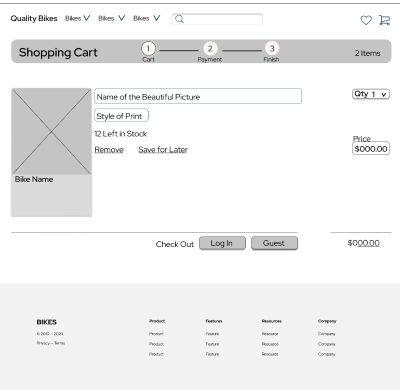 Quality Bikes Bikes V Bikes V Bikes V
Shopping Cart 1 2 3 2 Items
Cart Payment Finish
Name of the Beautiful Picture Qty 1 v
Style of Print
12 Left in Stock
Price
Remove Save for Later $000.00
Bike Name
Check Out Log In Guest $000.00
BIKES Product Features Resources Company
© 2010 - 2020 Product Feature Resource Company
Privacy - Terms Product Feature Resource Company
Product Feature Resource Company